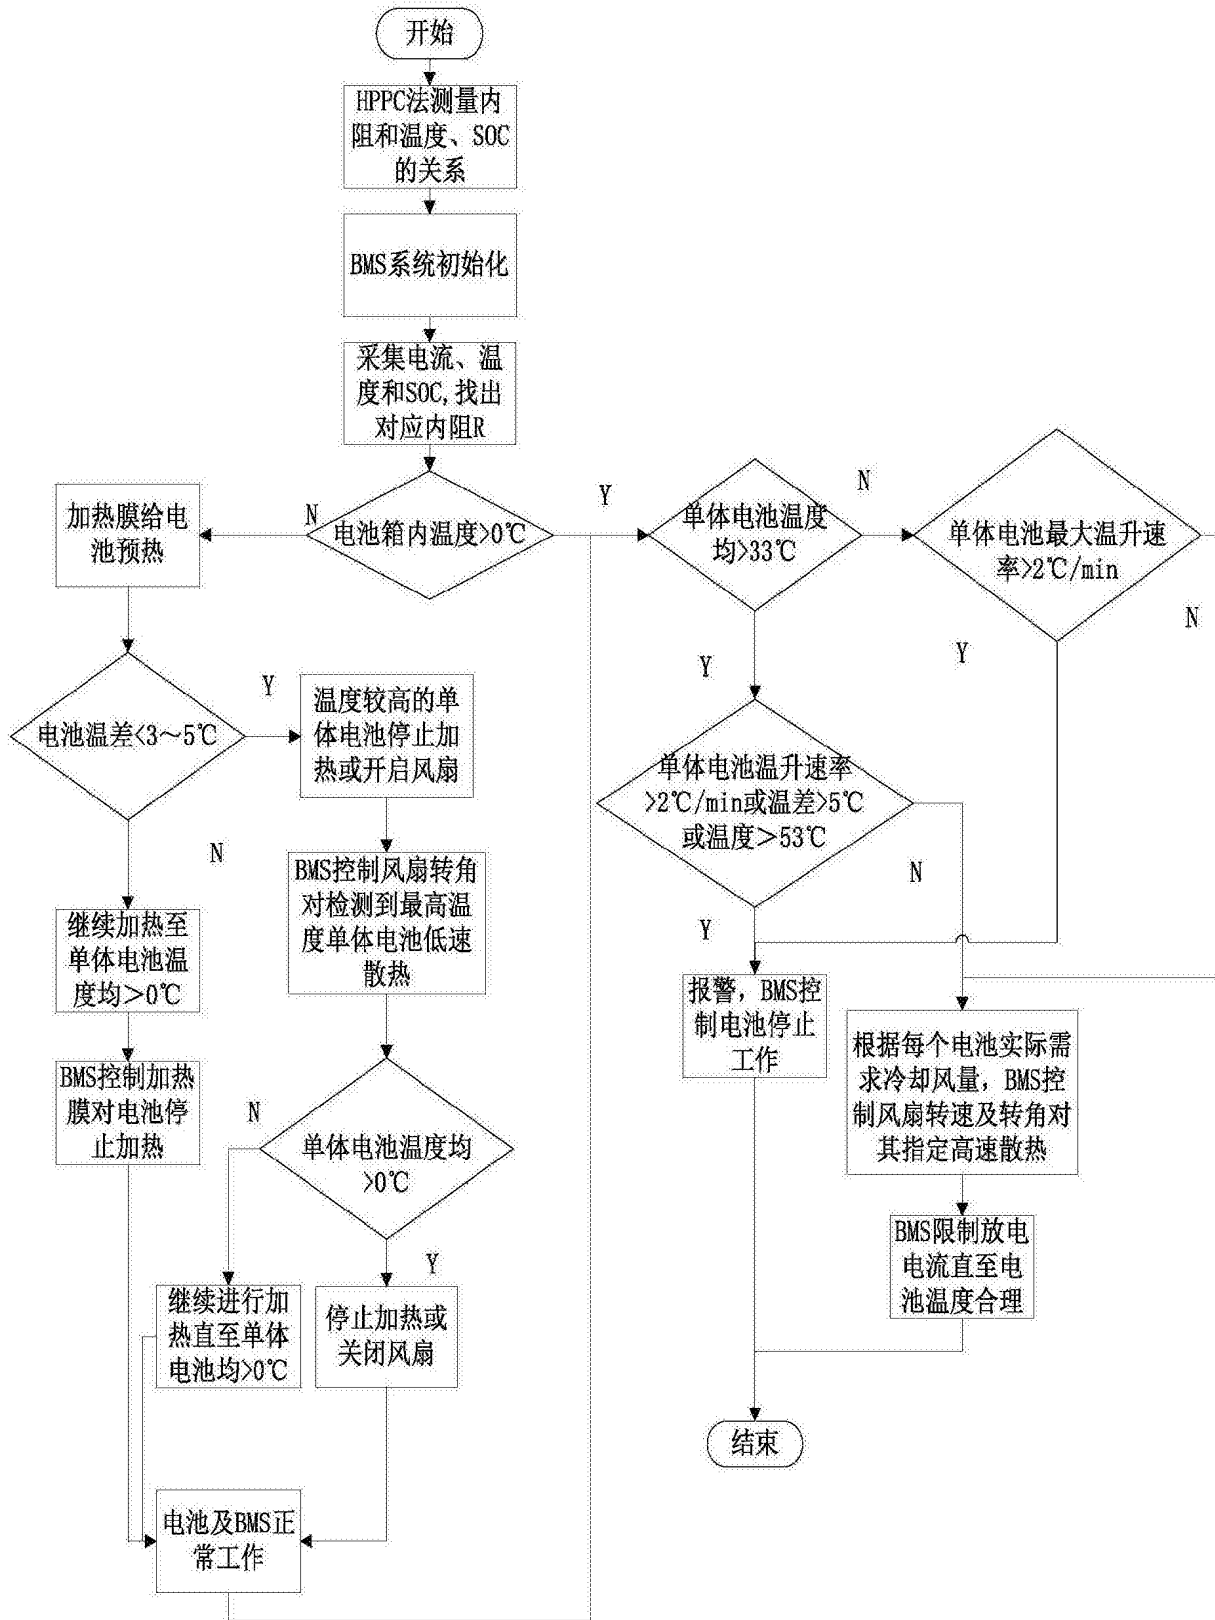 开始
HPPC法测量内
阻和温度、SOC
的关系
BMS系统初始化
采集电流、温
度和SOC,找出
对应内阻R
电池箱内温度>0℃
N
Y
加热膜给电
池预热
电池温差<3～5℃
Y
N
温度较高的单
体电池停止加
热或开启风扇
BMS控制风扇转角
对检测到最高温
度单体电池低速
散热
继续加热至
单体电池温
度均＞0℃
BMS控制加热
膜对电池停
止加热
单体电池温度均
>0℃
N
Y
继续进行加
热直至单体
电池均>0℃
停止加热或
关闭风扇
电池及BMS正
常工作
单体电池温度
均>33℃
N
Y
单体电池最大温升速
率>2℃/min
Y
N
单体电池温升速率
>2℃/min或温差>5℃
或温度＞53℃
Y
N
报警，BMS控
制电池停止
工作
根据每个电池实际需
求冷却风量，BMS控
制风扇转速及转角对
其指定高速散热
BMS限制放电
电流直至电
池温度合理
结束